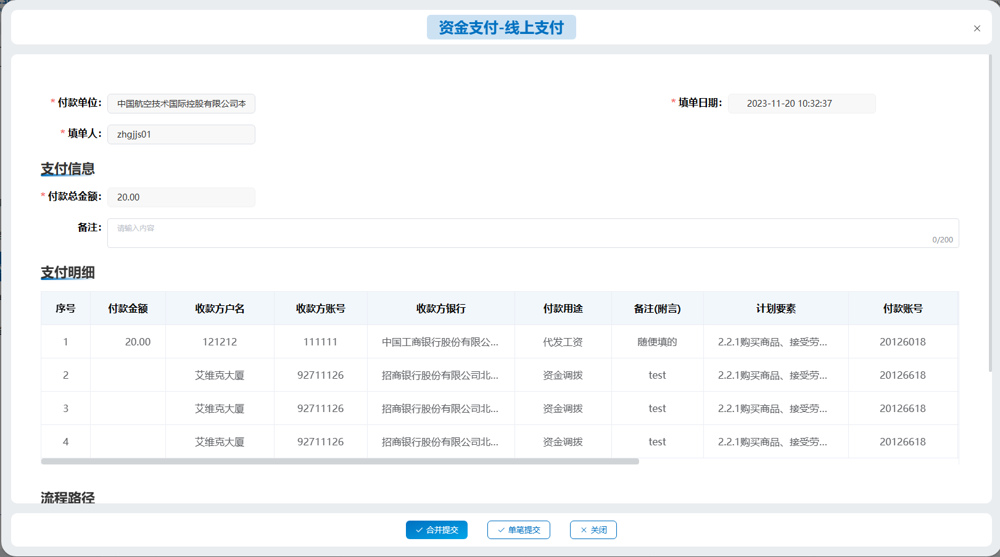 资金支付-线上支付
* 付款单位: 中国航空技术国际控股有限公司本
* 填单日期: 2023-11-20 10:32:37
* 填单人: zhgjjs01
支付信息
* 付款总金额: 20.00
备注: 请输入内容
0/200
支付明细
序号 付款金额 收款方户名 收款方账号 收款方银行 付款用途 备注(附言) 计划要素 付款账号
1 20.00 121212 111111 中国工商银行股份有限公... 代发工资 随便填的 2.2.1购买商品、接受劳... 20126018
2 艾维克大厦 92711126 招商银行股份有限公司北... 资金调拨 test 2.2.1购买商品、接受劳... 20126618
3 艾维克大厦 92711126 招商银行股份有限公司北... 资金调拨 test 2.2.1购买商品、接受劳... 20126618
4 艾维克大厦 92711126 招商银行股份有限公司北... 资金调拨 test 2.2.1购买商品、接受劳... 20126618
流程路径
合并提交 单笔提交 关闭